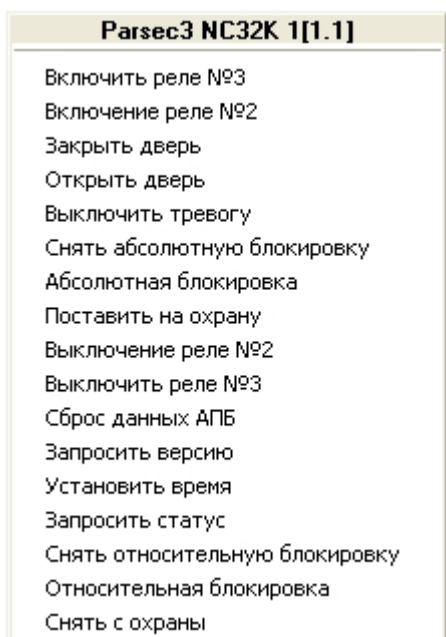 Parsec3 NC32K 1[1.1]
Включить реле №3
Включение реле №2
Закрыть дверь
Открыть дверь
Выключить тревогу
Снять абсолютную блокировку
Абсолютная блокировка
Поставить на охрану
Выключение реле №2
Выключить реле №3
Сброс данных АПБ
Запросить версию
Установить время
Запросить статус
Снять относительную блокировку
Относительная блокировка
Снять с охраны